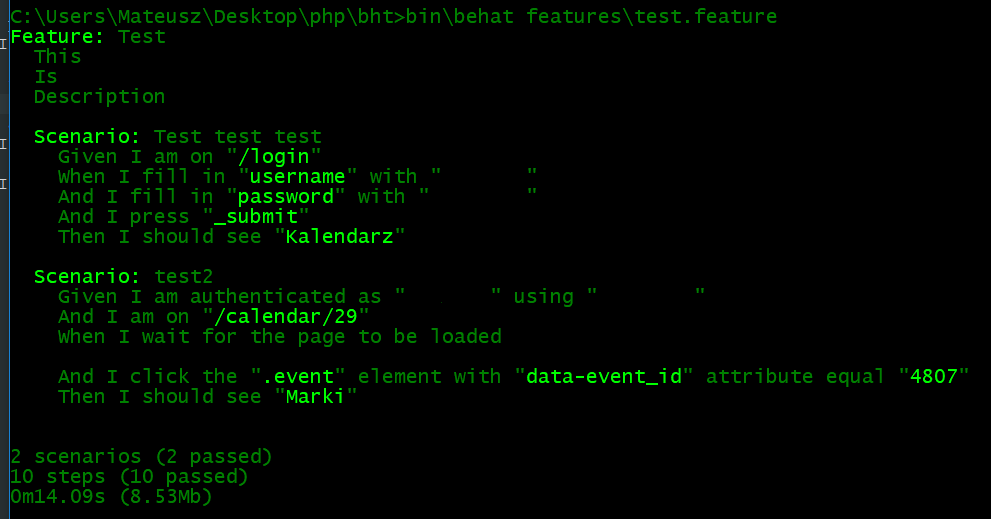 C:\Users\Mateusz\Desktop\php\bht>bin\behat features\test.feature
Feature: Test
This
Is
Description
Scenario: Test test test
Given I am on "/login"
When I fill in "username" with "        "
And I fill in "password" with "        "
And I press "_submit"
Then I should see "Kalendarz"
Scenario: test2
Given I am authenticated as "       " using "        "
And I am on "/calendar/29"
When I wait for the page to be loaded
And I click the ".event" element with "data-event_id" attribute equal "4807"
Then I should see "Marki"
2 scenarios (2 passed)
10 steps (10 passed)
0m14.09s (8.53Mb)